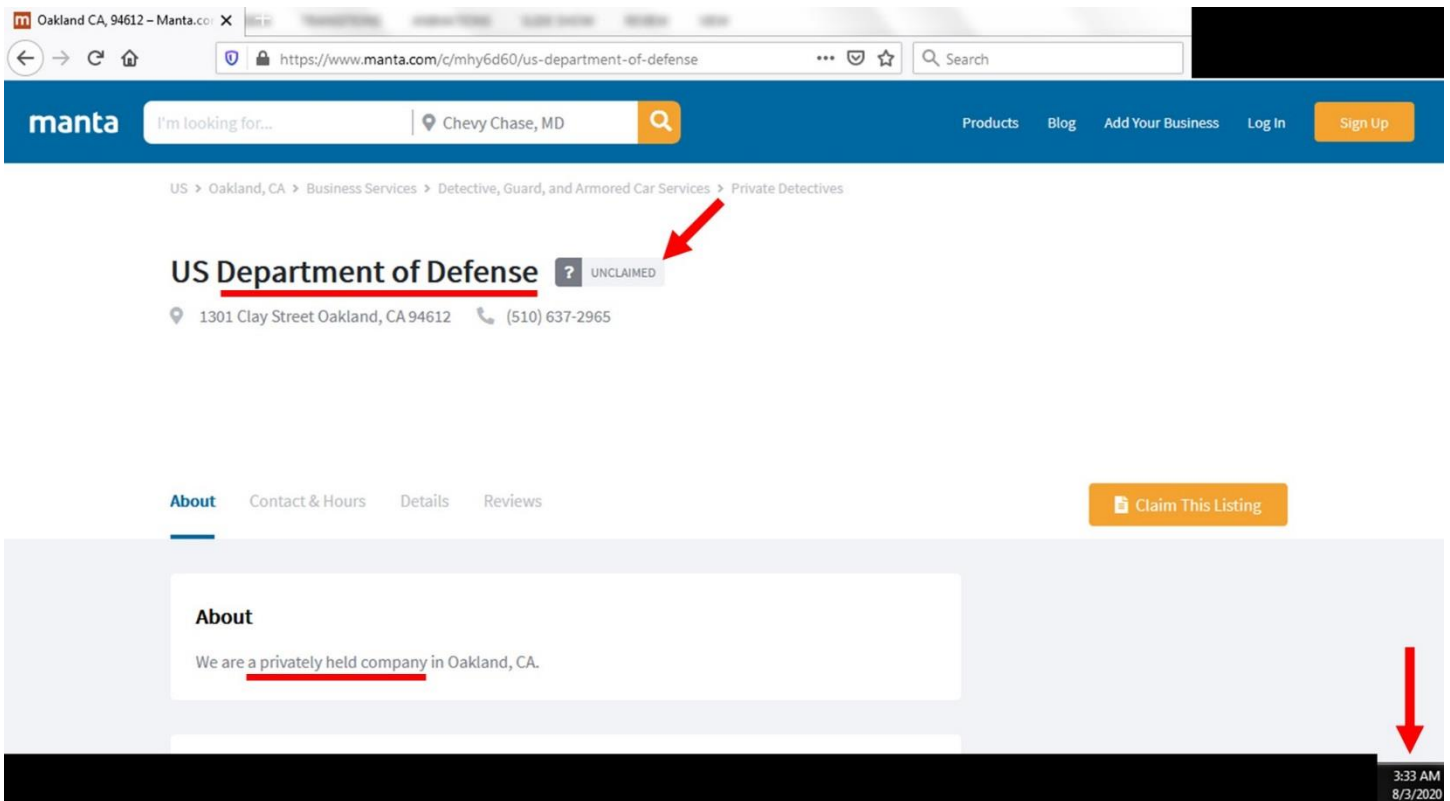 Oakland CA, 94612 – Manta.co
https://www.manta.com/c/mhy6d60/us-department-of-defense
Search
manta
I'm looking for...
Chevy Chase, MD
Products
Blog
Add Your Business
Log In
Sign Up
US > Oakland, CA > Business Services > Detective, Guard, and Armored Car Services > Private Detectives
US Department of Defense
? UNCLAIMED
1301 Clay Street Oakland, CA 94612
(510) 637-2965
About
Contact & Hours
Details
Reviews
Claim This Listing
About
We are a privately held company in Oakland, CA.
3:33 AM
8/3/2020